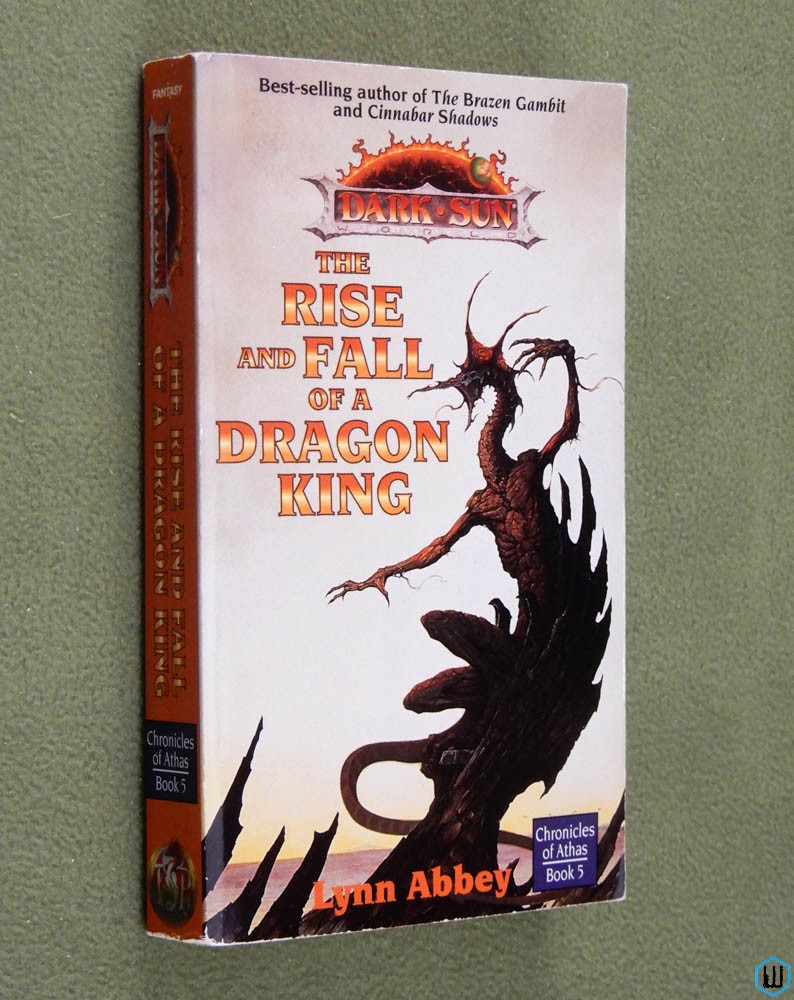 FANTASY
DARK SUN
THE RISE AND FALL
OF A DRAGON KING
Chronicles
of Athas
Book 5
TSR
Best-selling author of The Brazen Gambit
and Cinnabar Shadows
DARK·SUN
WORLD
THE
RISE
AND FALL
OF A
DRAGON
KING
Chronicles
of Athas
Book 5
Lynn Abbey
W